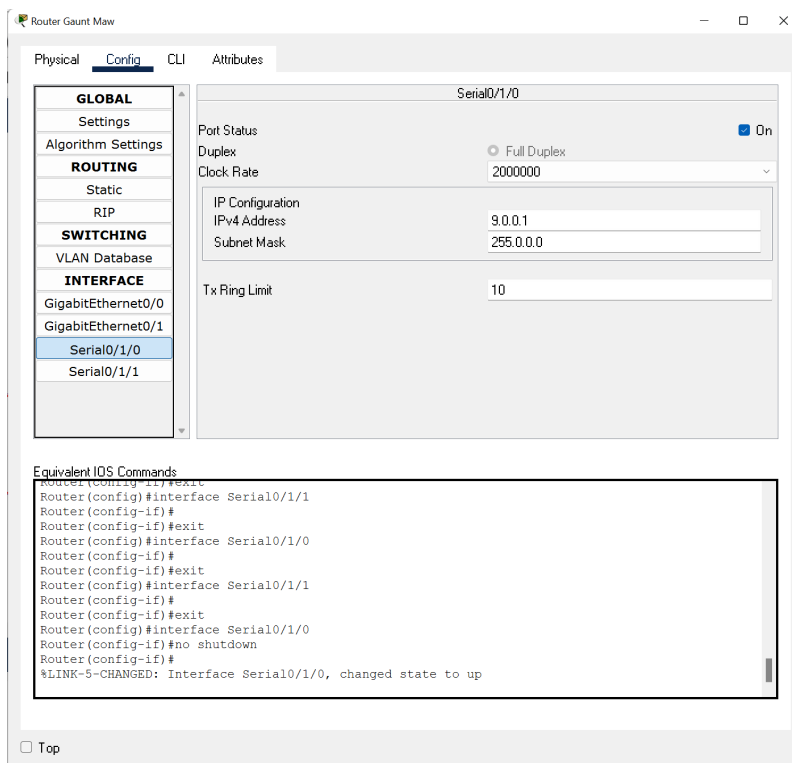 Router Gaunt Maw
Physical Config CLI Attributes
GLOBAL
Settings
Algorithm Settings
ROUTING
Static
RIP
SWITCHING
VLAN Database
INTERFACE
GigabitEthernet0/0
GigabitEthernet0/1
Serial0/1/0
Serial0/1/1
Serial0/1/0
Port Status On
Duplex Full Duplex
Clock Rate 2000000
IP Configuration
IPv4 Address 9.0.0.1
Subnet Mask 255.0.0.0
Tx Ring Limit 10
Equivalent IOS Commands
Router(config-if)#exit
Router(config)#interface Serial0/1/1
Router(config-if)#
Router(config-if)#exit
Router(config)#interface Serial0/1/0
Router(config-if)#
Router(config-if)#exit
Router(config)#interface Serial0/1/1
Router(config-if)#
Router(config-if)#exit
Router(config)#interface Serial0/1/0
Router(config-if)#no shutdown
Router(config-if)#
%LINK-5-CHANGED: Interface Serial0/1/0, changed state to up
Top